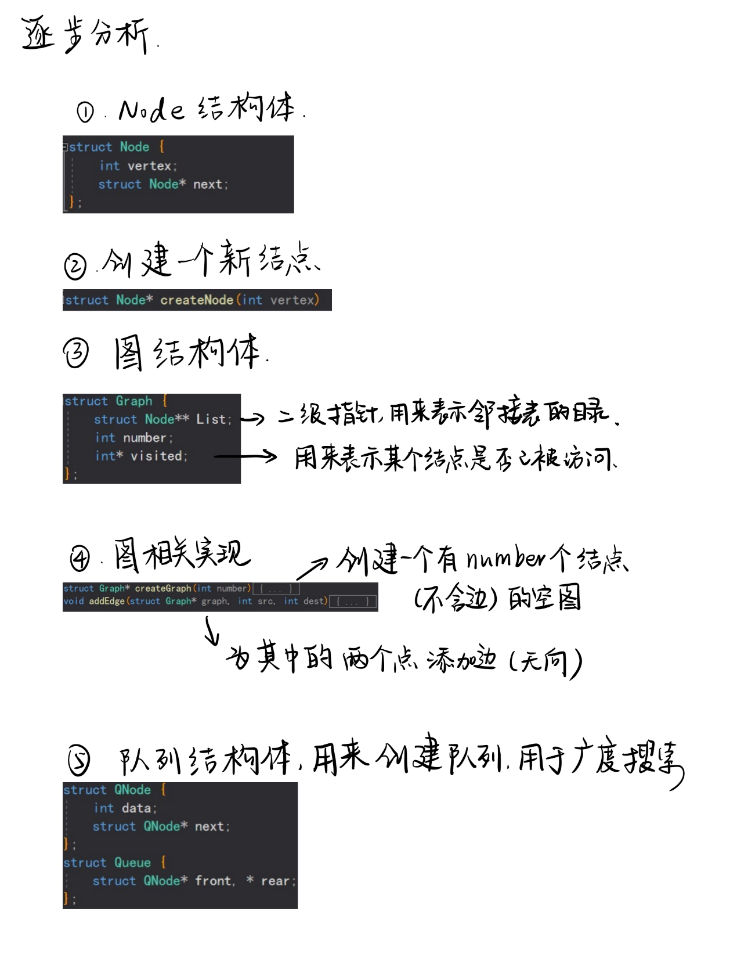 逐步分析.
①. Node 结构体.
struct Node {
int vertex;
struct Node* next;
};
②. 创建一个新结点
struct Node* createNode(int vertex)
③ 图结构体.
struct Graph {
struct Node** List; → 二级指针,用来表示邻接表的目录.
int number;
int* visited; → 用来表示某个结点是否已被访问.
};
④. 图相关实现 → 创建一个有number个结点
(不含边)的空图
struct Graph* createGraph(int number){ ... }
void addEdge(struct Graph* graph, int src, int dest){ ... }
为其中的两个点添加边(无向)
⑤ 队列结构体,用来创建队列.用于广度搜索
struct QNode {
int data;
struct QNode* next;
};
struct Queue {
struct QNode* front, * rear;
};